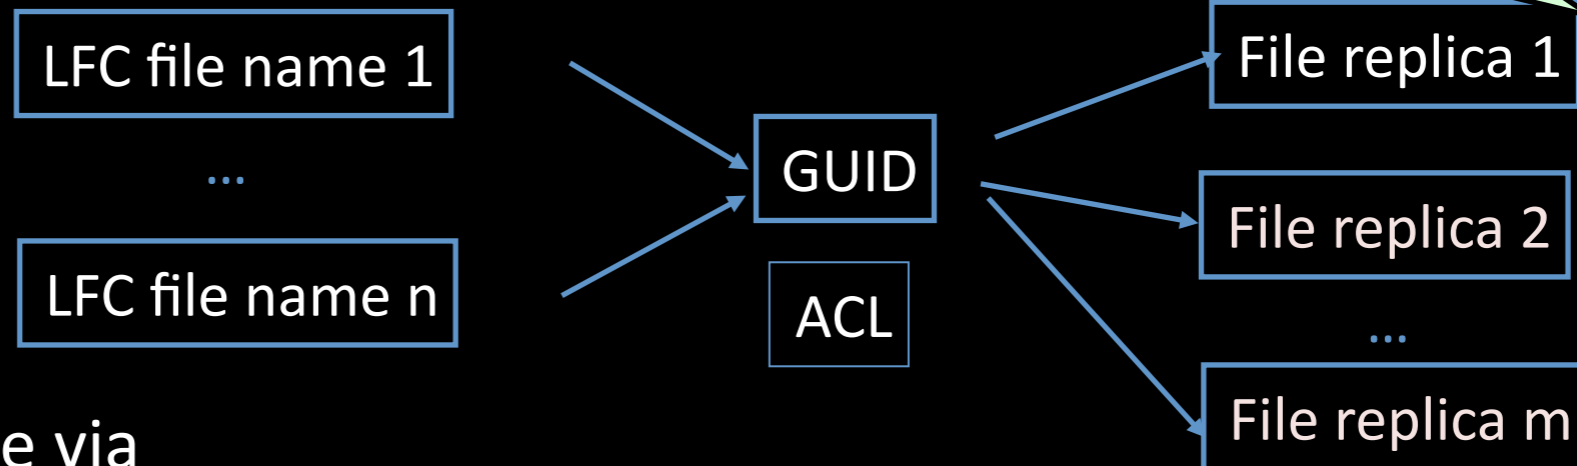 LFC file name 1
...
LFC file name n
GUID
ACL
File replica 1
File replica 2
...
File replica m
e via